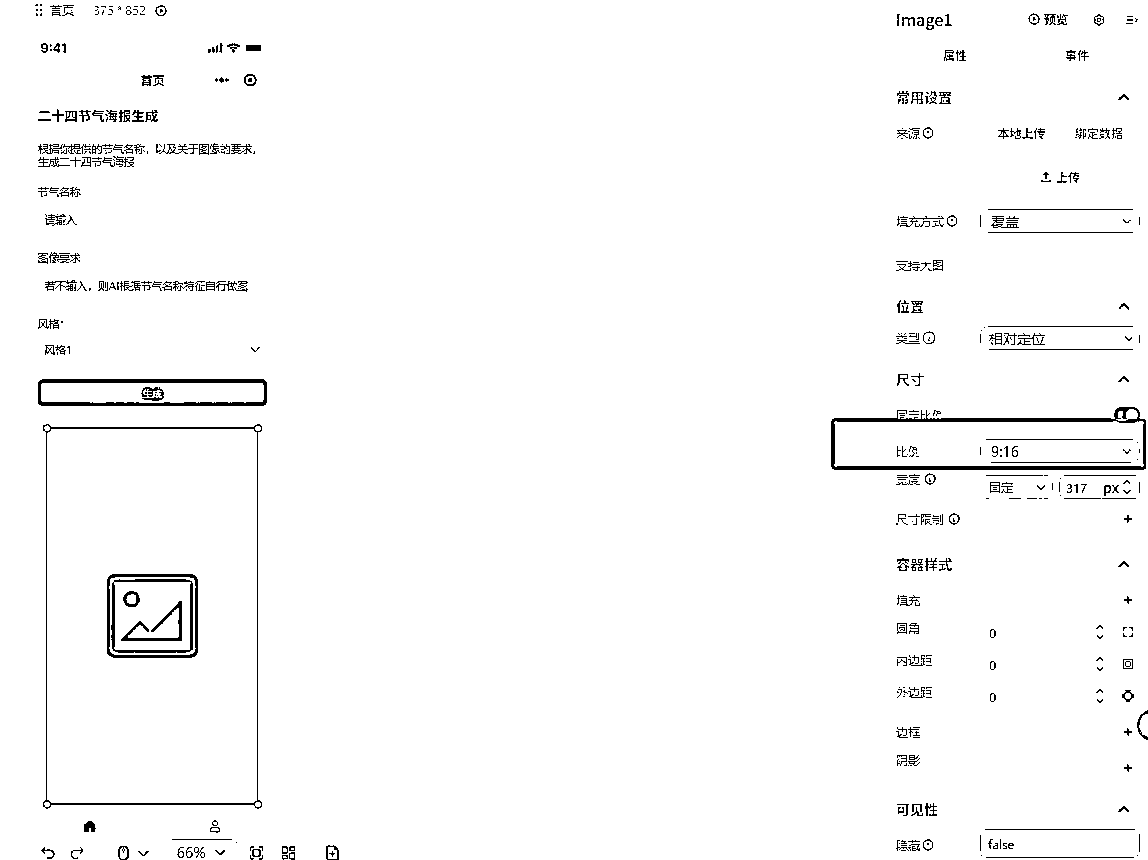 首页 375*852
9:41
首页
二十四节气海报生成
根据你提供的节气名称，以及关于图像的要求，
生成二十四节气海报
节气名称
请输入
图像要求
若不输入，则AI根据节气名称特征自行做图
风格*
风格1
生成
66%
Image1 预览
属性 事件
常用设置
来源 本地上传 绑定数据
上传
填充方式 覆盖
支持大图
位置
类型 相对定位
尺寸
固定比例
比例 9:16
宽度 固定 317 px
尺寸限制
容器样式
填充
圆角 0
内边距 0
外边距 0
边框
阴影
可见性
隐藏 false